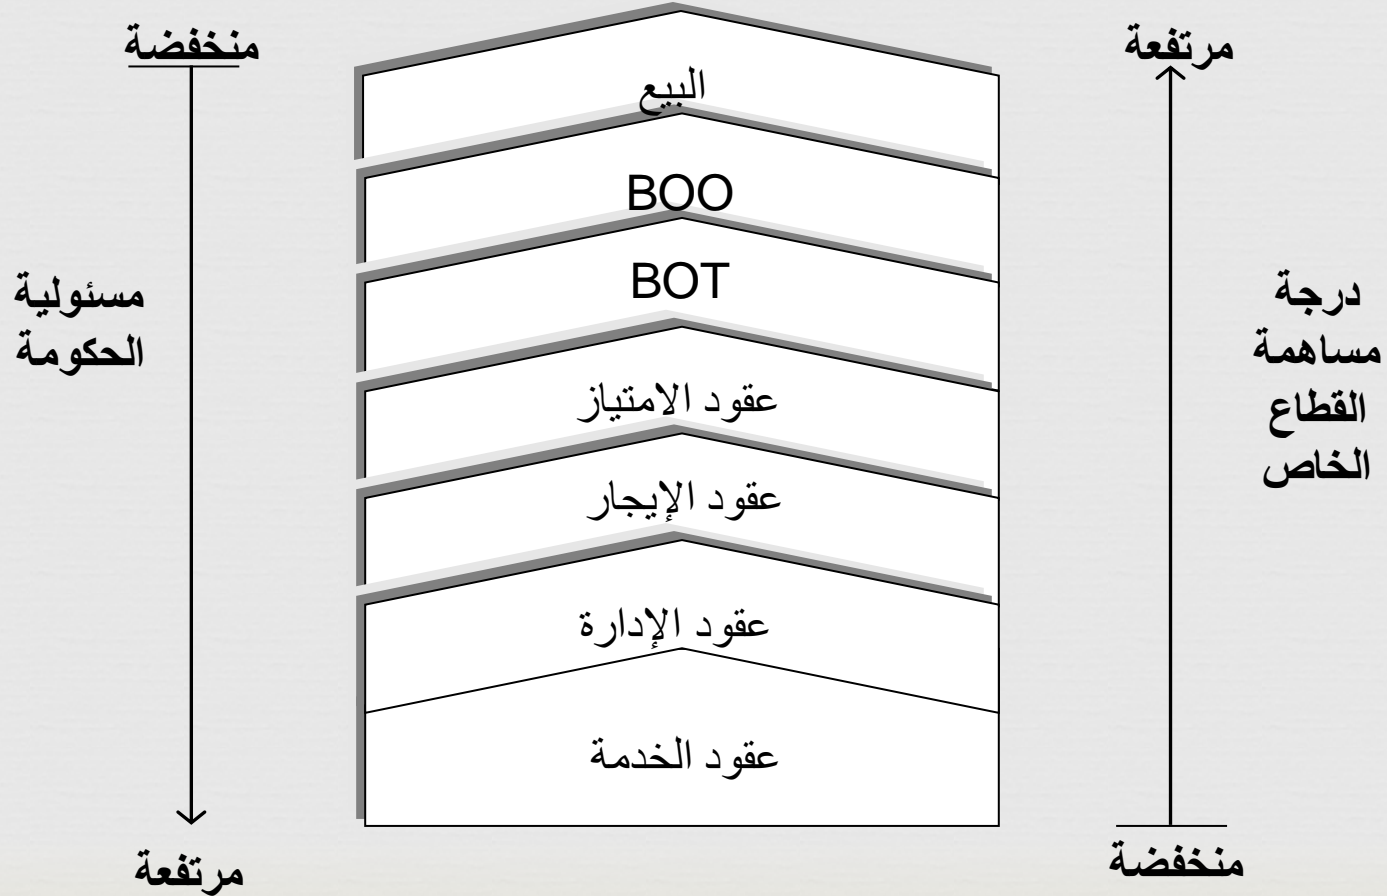 مرتفعة
منخفضة
البيع
BOO
BOT
عقود الامتياز
عقود الإيجار
عقود الإدارة
عقود الخدمة
درجة
مساهمة
القطاع
الخاص
مسئولية
الحكومة
منخفضة
مرتفعة